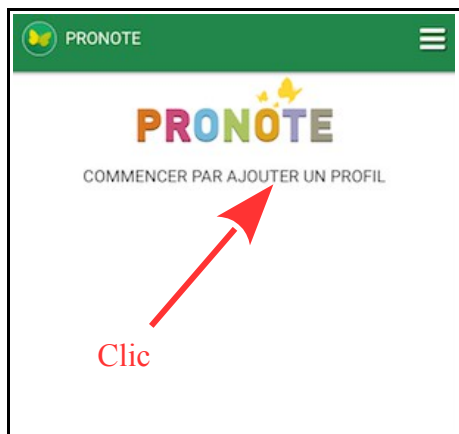 PRONOTE
PRONOTE
COMMENCER PAR AJOUTER UN PROFIL
Clic